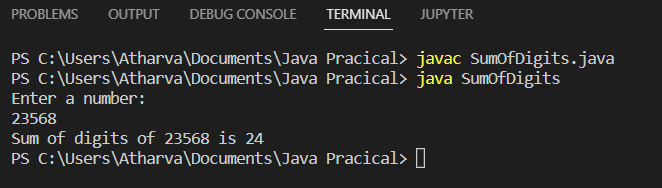 PROBLEMS OUTPUT DEBUG CONSOLE TERMINAL JUPYTER
PS C:\Users\Atharva\Documents\Java Pracical> javac SumOfDigits.java
PS C:\Users\Atharva\Documents\Java Pracical> java SumOfDigits
Enter a number:
23568
Sum of digits of 23568 is 24
PS C:\Users\Atharva\Documents\Java Pracical>